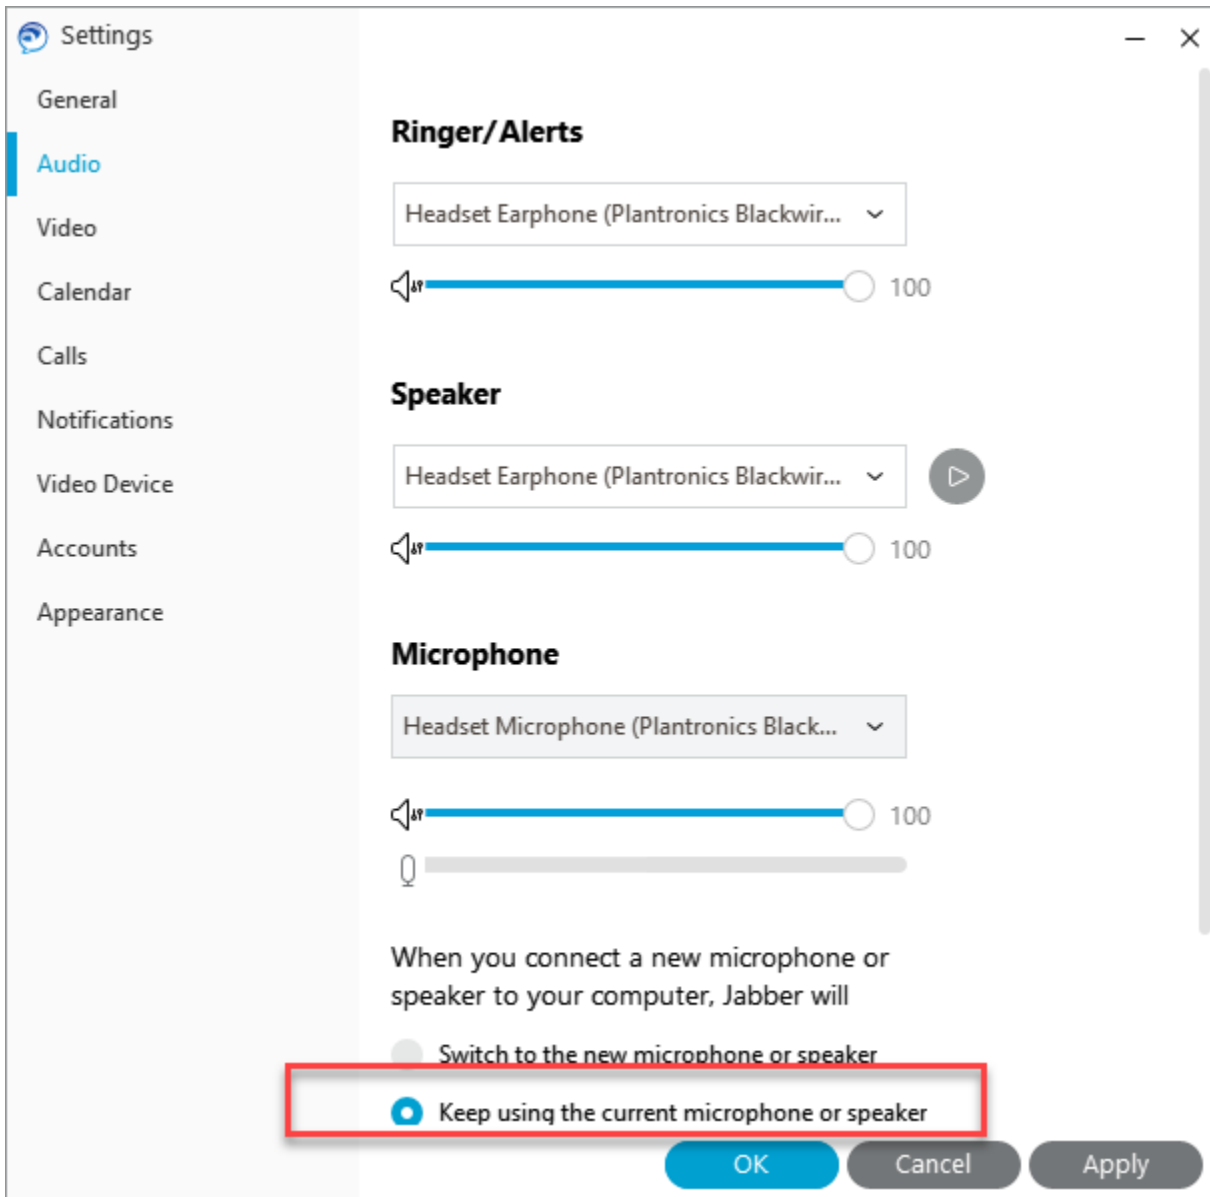 Settings
General
Audio
Video
Calendar
Calls
Notifications
Video Device
Accounts
Appearance
Ringer/Alerts
Headset Earphone (Plantronics Blackwir...
100
Speaker
Headset Earphone (Plantronics Blackwir...
100
Microphone
Headset Microphone (Plantronics Black...
100
When you connect a new microphone or
speaker to your computer, Jabber will
Switch to the new microphone or speaker
Keep using the current microphone or speaker
OK
Cancel
Apply